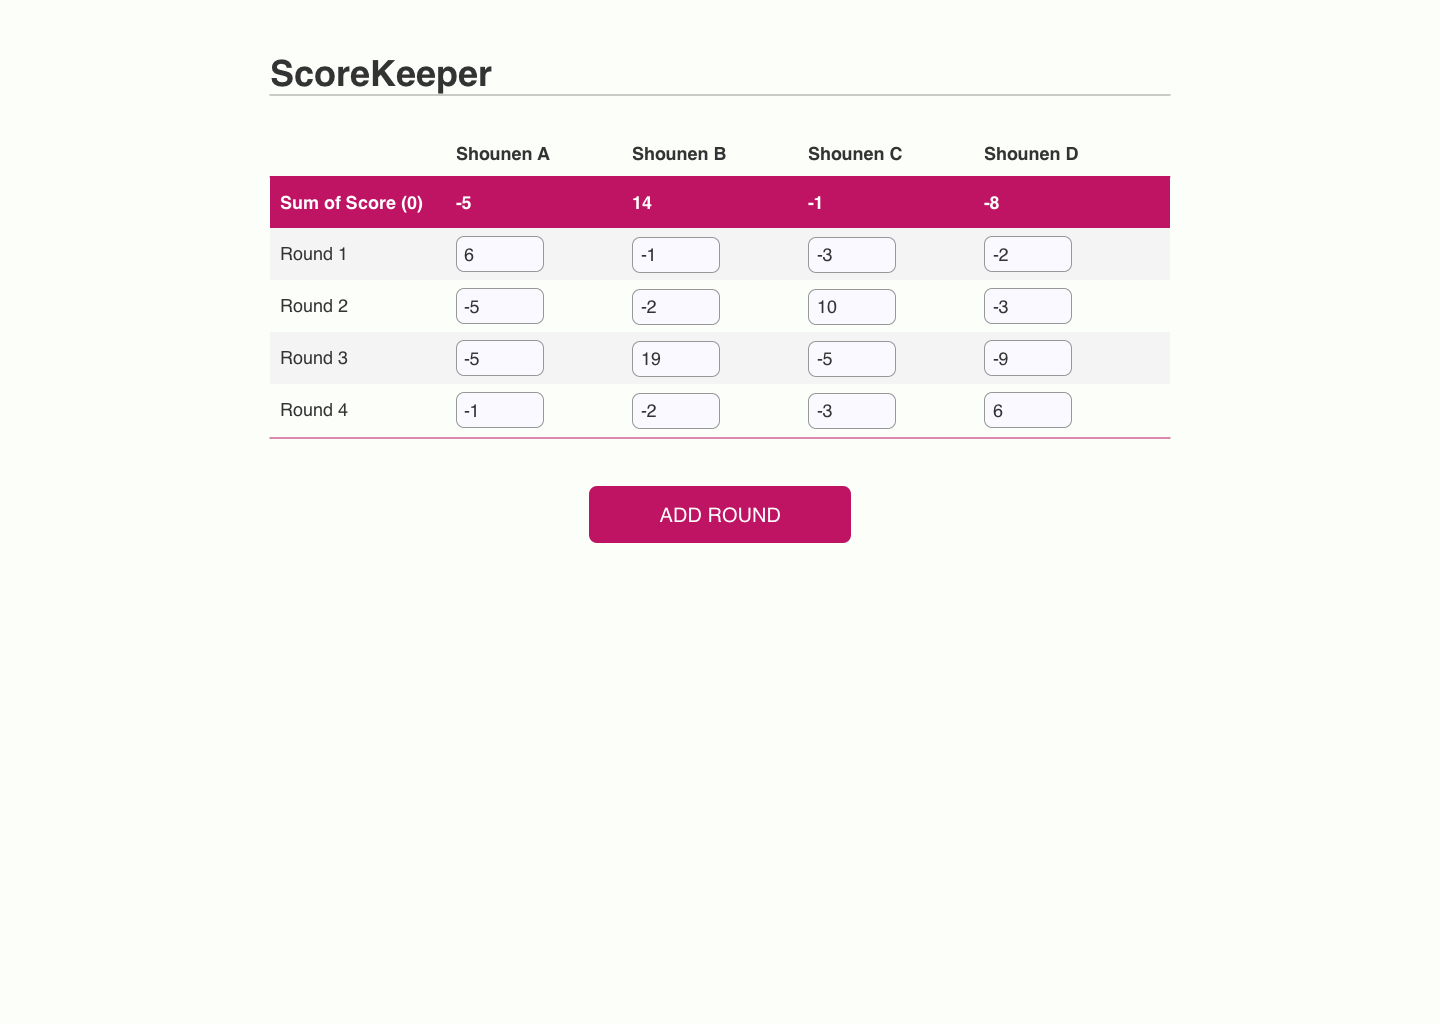 ScoreKeeper
Shounen A Shounen B Shounen C Shounen D
Sum of Score (0) -5 14 -1 -8
Round 1 6 -1 -3 -2
Round 2 -5 -2 10 -3
Round 3 -5 19 -5 -9
Round 4 -1 -2 -3 6
ADD ROUND